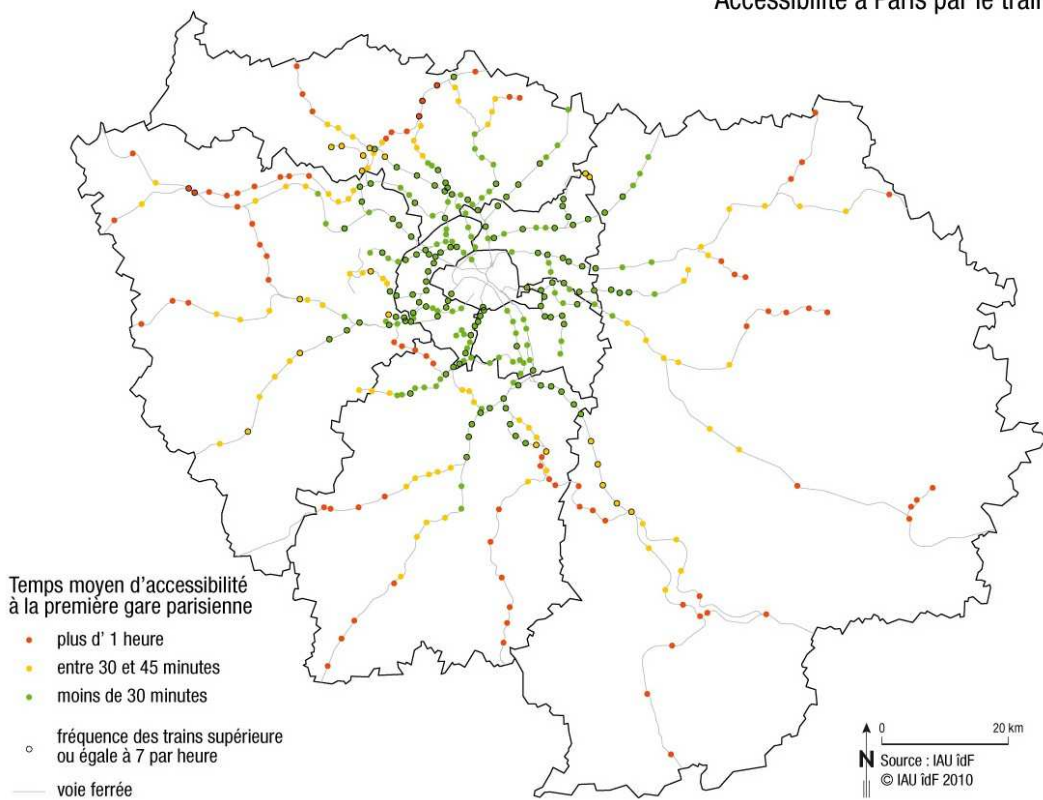 Accessibilité à Paris par le train
Temps moyen d'accessibilité
à la première gare parisienne
plus d' 1 heure
entre 30 et 45 minutes
moins de 30 minutes
fréquence des trains supérieure
ou égale à 7 par heure
voie ferrée
0 20 km
N
Source : IAU îdF
© IAU îdF 2010